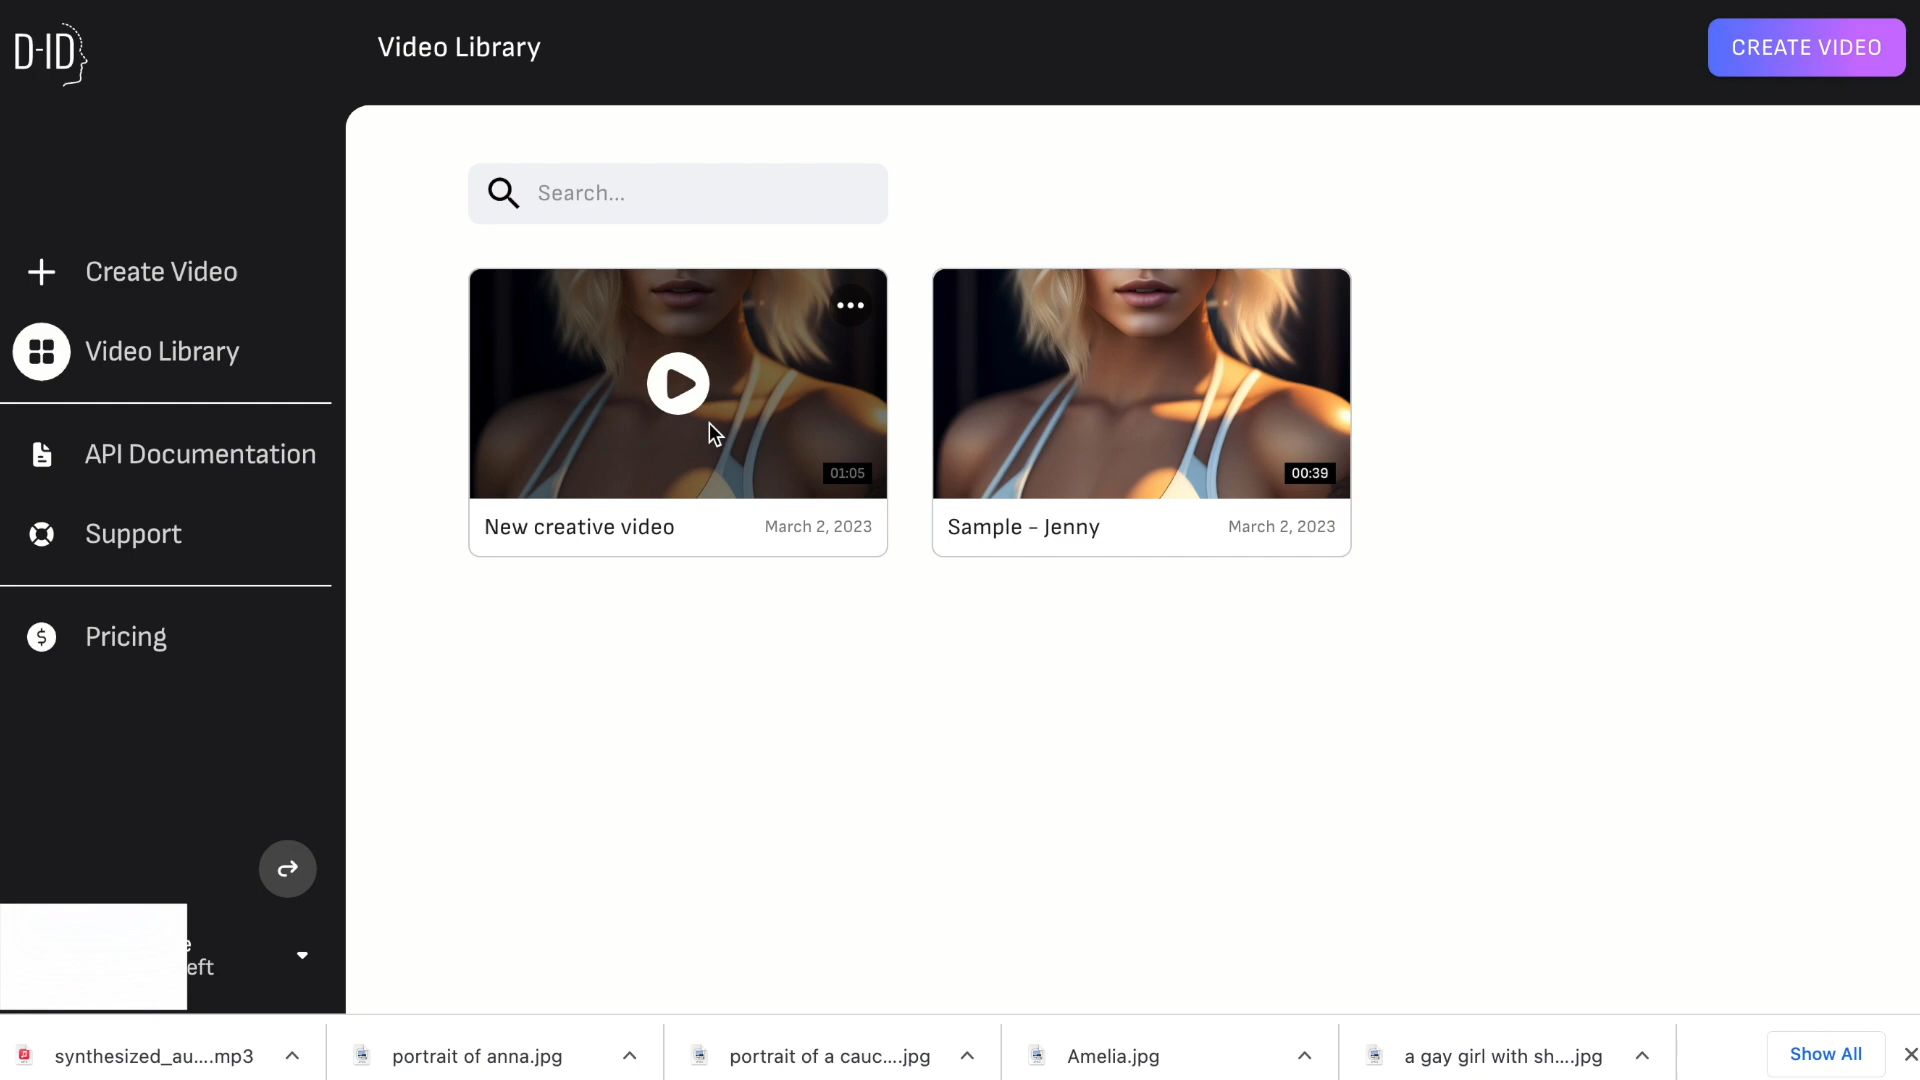 D-ID
Video Library
CREATE VIDEO
Search...
Create Video
Video Library
API Documentation
Support
Pricing
01:05
New creative video
March 2, 2023
00:39
Sample - Jenny
March 2, 2023
e
eft
synthesized_au....mp3
portrait of anna.jpg
portrait of a cauc....jpg
Amelia.jpg
a gay girl with sh....jpg
Show All